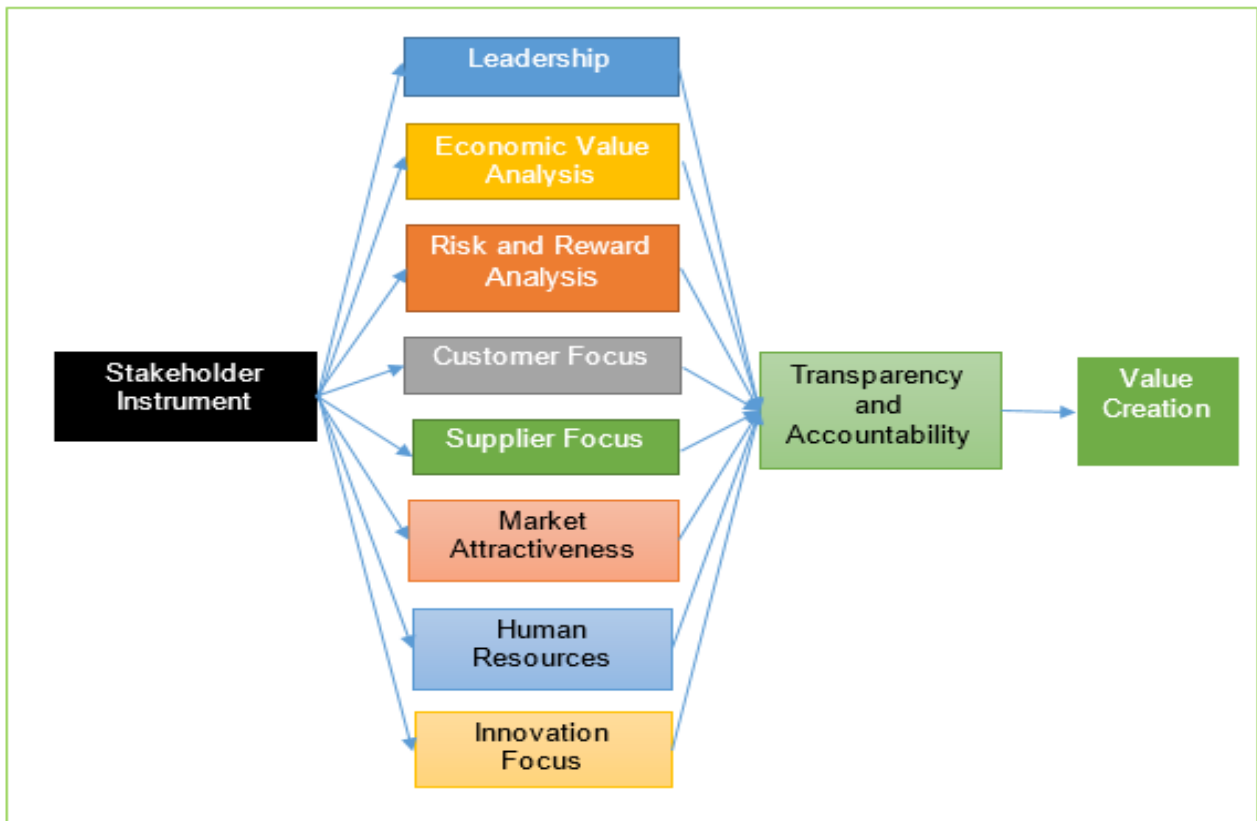 Leadership
Economic Value
Analysis
Risk and Reward
Analysis
Customer Focus
Stakeholder
Instrument
Transparency
and
Accountability
Value
Creation
Supplier Focus
Market
Attractiveness
Human
Resources
Innovation
Focus